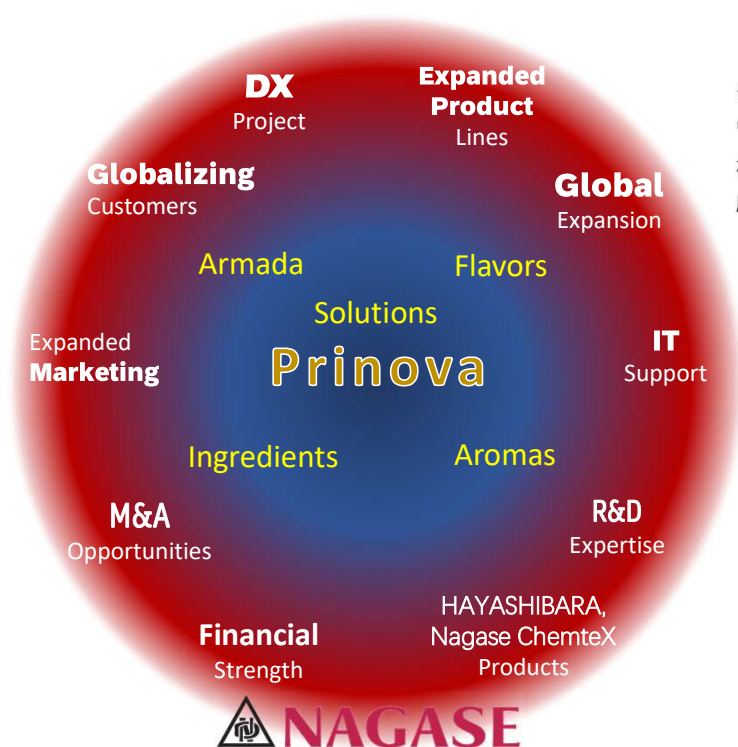 DX
Project
Expanded
Product
Lines
Globalizing
Customers
Global
Expansion
Armada
Flavors
Solutions
Expanded
Marketing
Prinova
IT
Support
Ingredients
Aromas
M&A
Opportunities
R&D
Expertise
Financial
Strength
HAYASHIBARA,
Nagase ChemteX
Products
NAGASE